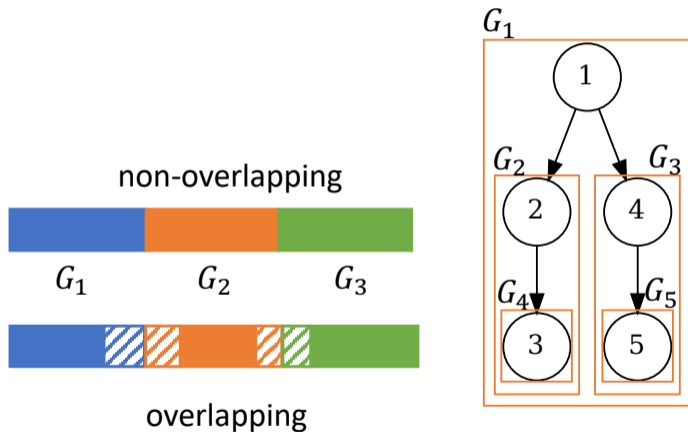 non-overlapping
G₁ G₂ G₃
overlapping
G₁
1
G₂ G₃
2 4
G₄ G₅
3 5